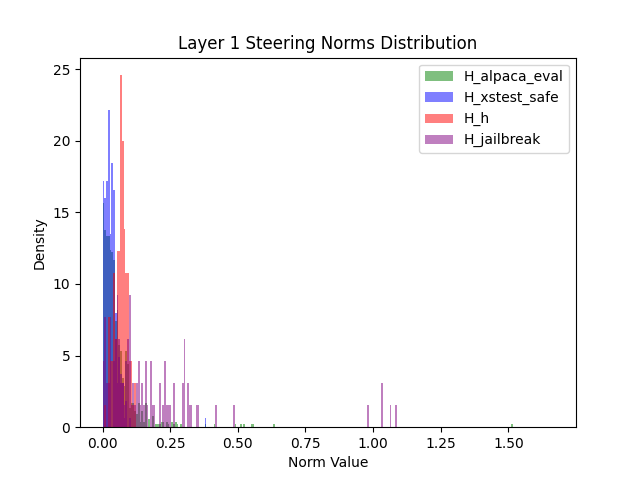 Layer 1 Steering Norms Distribution
H_alpaca_eval
H_xstest_safe
H_h
H_jailbreak
Density
25
20
15
10
5
0
0.00 0.25 0.50 0.75 1.00 1.25 1.50
Norm Value